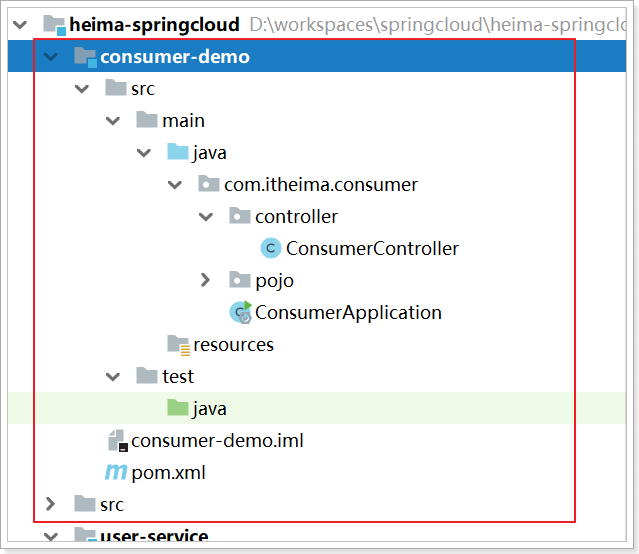 heima-springcloud D:\workspaces\springcloud\heima-springclo
consumer-demo
src
main
java
com.itheima.consumer
controller
ConsumerController
pojo
ConsumerApplication
resources
test
java
consumer-demo.iml
pom.xml
src
user-service